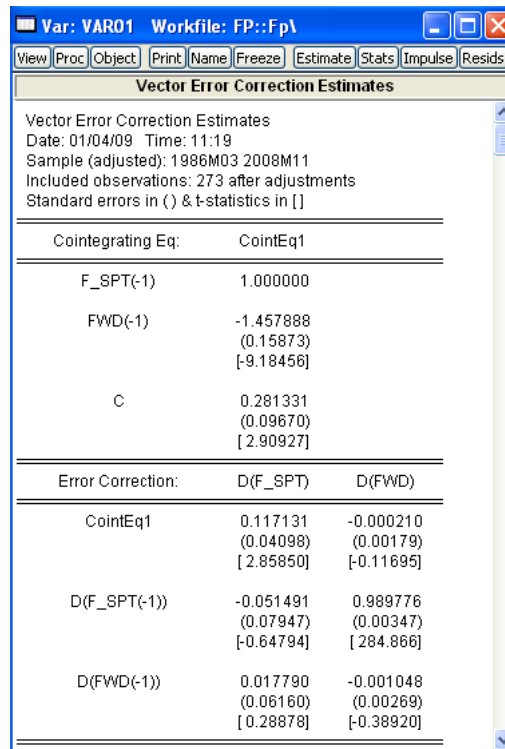 Var: VAR01 Workfile: FP::Fp\
View Proc Object Print Name Freeze Estimate Stats Impulse Resids
Vector Error Correction Estimates
Vector Error Correction Estimates
Date: 01/04/09 Time: 11:19
Sample (adjusted): 1986M03 2008M11
Included observations: 273 after adjustments
Standard errors in ( ) & t-statistics in [ ]
Cointegrating Eq: CointEq1
F_SPT(-1) 1.000000
FWD(-1) -1.457888
(0.15873)
[-9.18456]
C 0.281331
(0.09670)
[ 2.90927]
Error Correction: D(F_SPT) D(FWD)
CointEq1 0.117131 -0.000210
(0.04098) (0.00179)
[ 2.85850] [-0.11695]
D(F_SPT(-1)) -0.051491 0.989776
(0.07947) (0.00347)
[-0.64794] [ 284.866]
D(FWD(-1)) 0.017790 -0.001048
(0.06160) (0.00269)
[ 0.28878] [-0.38920]